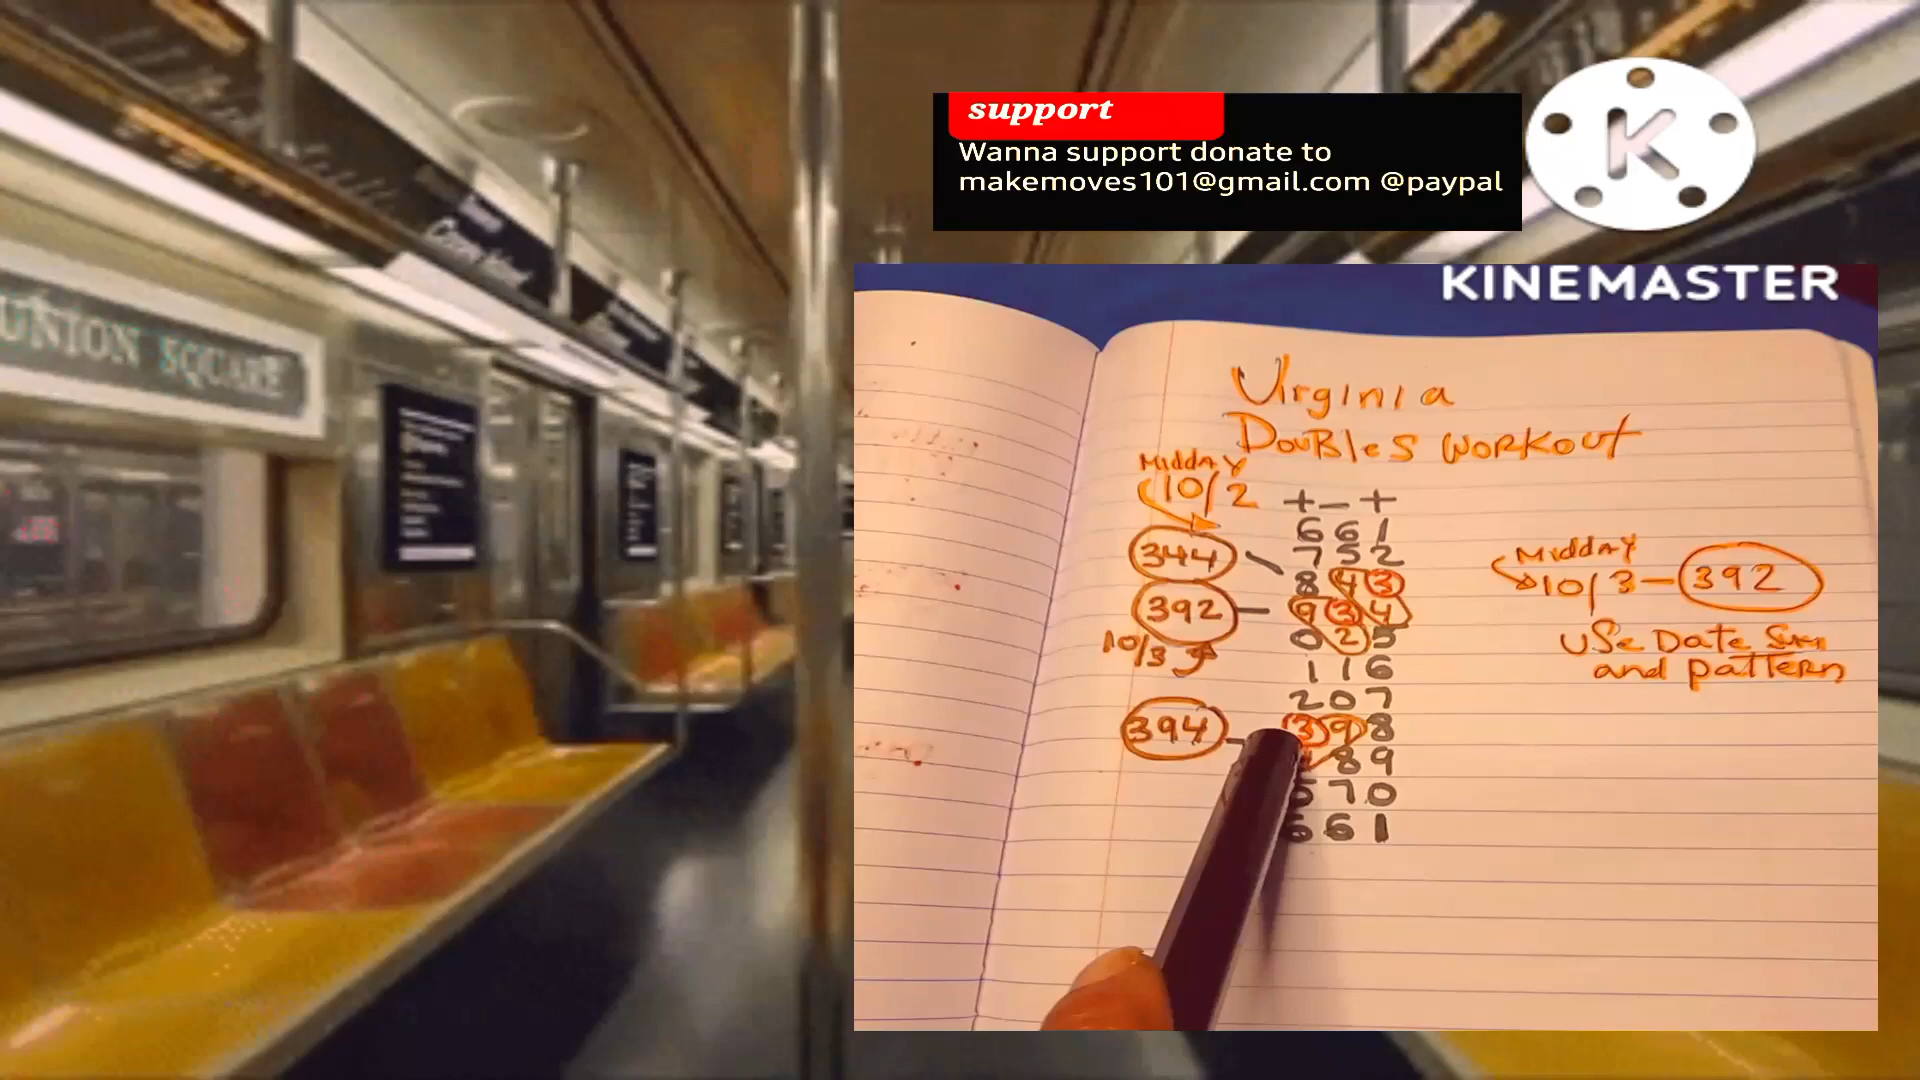 support
Wanna support donate to
makemoves101@gmail.com @paypal
K
KINEMASTER
UNION SQUARE
Virginia
Doubles workout
Midday
10/2
+ - +
661
344
752
843
392
934
025
10/3
116
207
394
398
89
70
661
Midday
10/3 - 392
Use Date Sum
and pattern